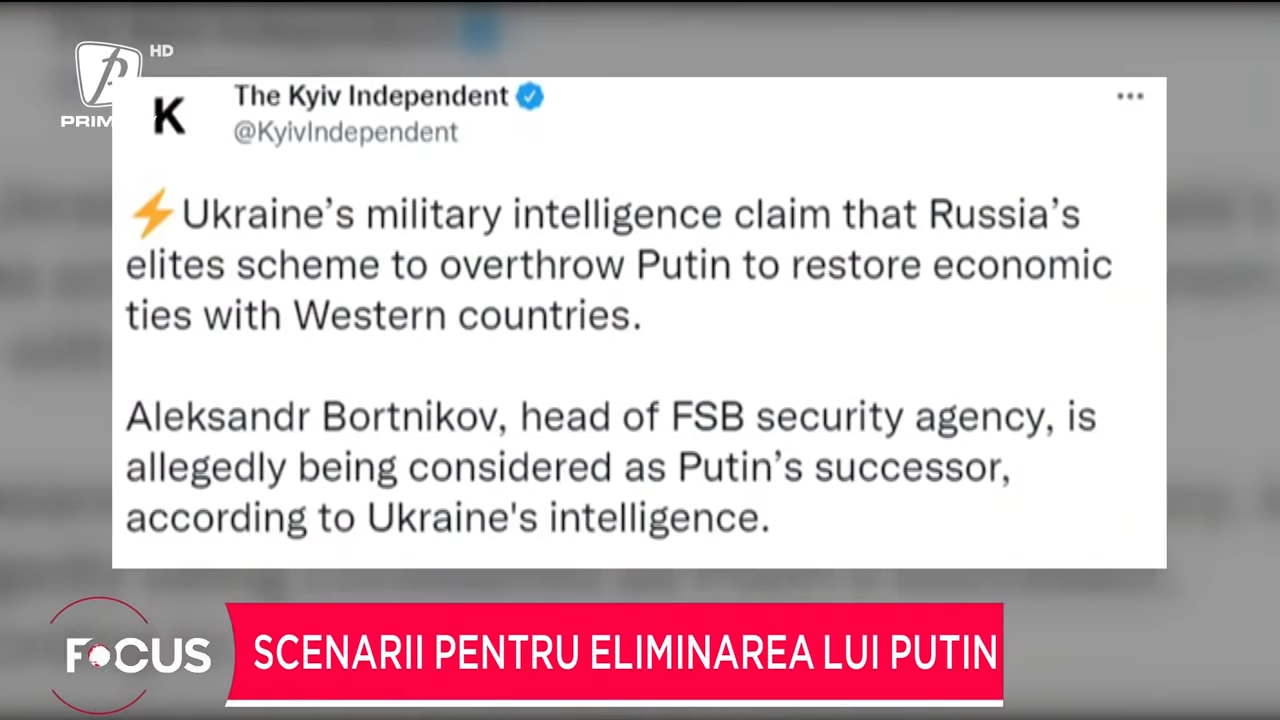 HD
PRIM
K
The Kyiv Independent
@KyivIndependent
⚡Ukraine’s military intelligence claim that Russia’s
elites scheme to overthrow Putin to restore economic
ties with Western countries.
Aleksandr Bortnikov, head of FSB security agency, is
allegedly being considered as Putin’s successor,
according to Ukraine's intelligence.
FOCUS
SCENARII PENTRU ELIMINAREA LUI PUTIN